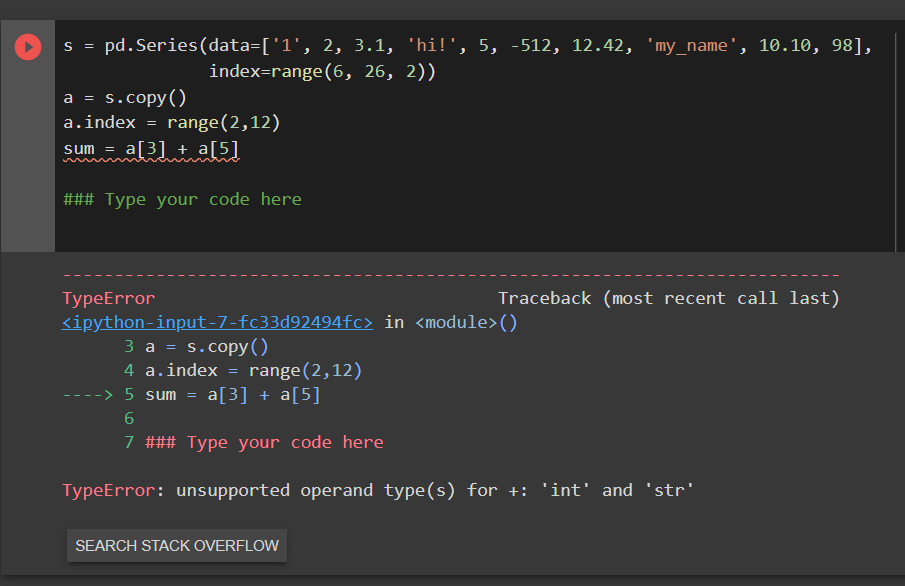 s = pd.Series(data=['1', 2, 3.1, 'hi!', 5, -512, 12.42, 'my_name', 10.10, 98],
              index=range(6, 26, 2))
a = s.copy()
a.index = range(2,12)
sum = a[3] + a[5]
### Type your code here
---------------------------------------------------------------------------
TypeError                                 Traceback (most recent call last)
<ipython-input-7-fc33d92494fc> in <module>()
      3 a = s.copy()
      4 a.index = range(2,12)
----> 5 sum = a[3] + a[5]
      6
      7 ### Type your code here
TypeError: unsupported operand type(s) for +: 'int' and 'str'
SEARCH STACK OVERFLOW